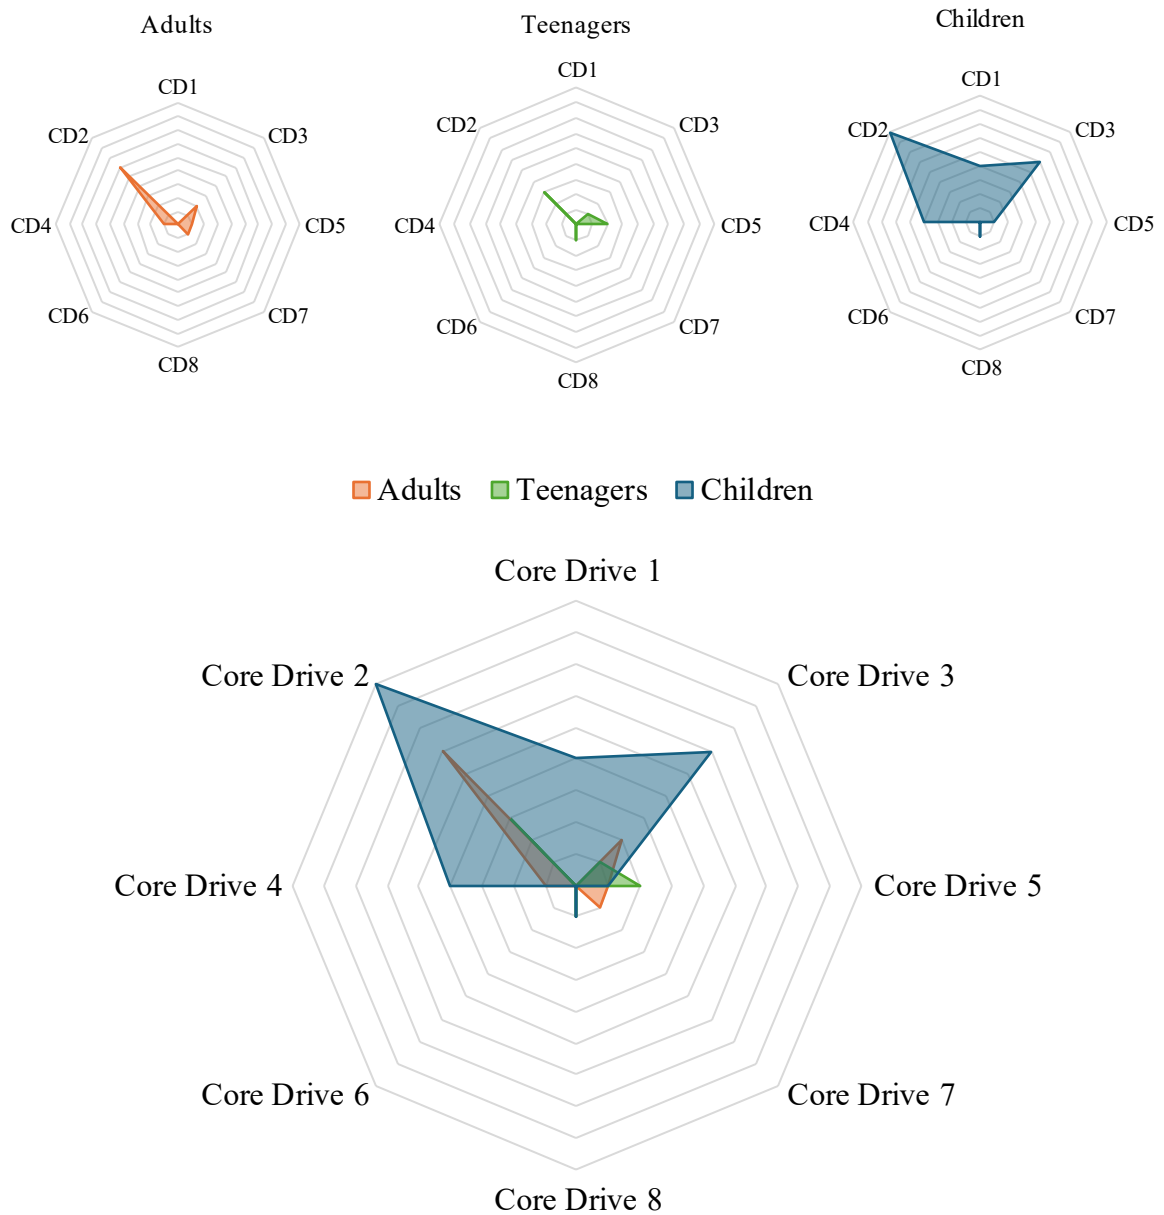 Adults
CD1
CD2
CD3
CD4
CD5
CD6
CD7
CD8
Teenagers
CD1
CD2
CD3
CD4
CD5
CD6
CD7
CD8
Children
CD1
CD2
CD3
CD4
CD5
CD6
CD7
CD8
Adults
Teenagers
Children
Core Drive 1
Core Drive 2
Core Drive 3
Core Drive 4
Core Drive 5
Core Drive 6
Core Drive 7
Core Drive 8